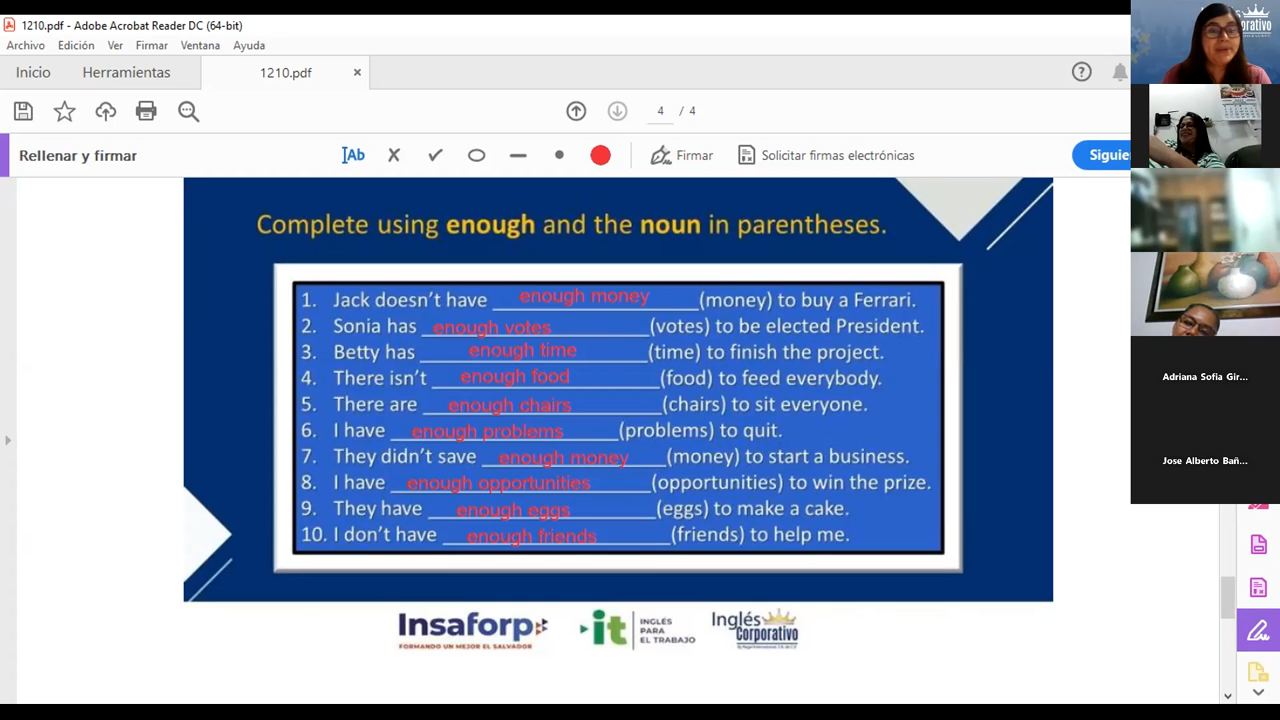 1210.pdf - Adobe Acrobat Reader DC (64-bit)
Archivo Edición Ver Firmar Ventana Ayuda
Inicio Herramientas 1210.pdf ×
4 / 4
Rellenar y firmar
Ab
Firmar
Solicitar firmas electrónicas
Siguie
Complete using enough and the noun in parentheses.
1. Jack doesn't have enough money (money) to buy a Ferrari.
2. Sonia has enough votes (votes) to be elected President.
3. Betty has enough time (time) to finish the project.
4. There isn't enough food (food) to feed everybody.
5. There are enough chairs (chairs) to sit everyone.
6. I have enough problems (problems) to quit.
7. They didn't save enough money (money) to start a business.
8. I have enough opportunities (opportunities) to win the prize.
9. They have enough eggs (eggs) to make a cake.
10. I don't have enough friends (friends) to help me.
Insaforp
FORMANDO UN MEJOR EL SALVADOR
it
INGLÉS
PARA
EL TRABAJO
Inglés
Corporativo
Adriana Sofia Gir...
Jose Alberto Bañ...